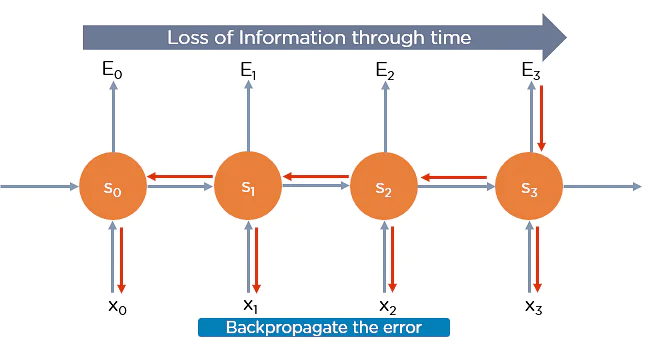 Loss of Information through time
E₀ E₁ E₂ E₃
s₀ s₁ s₂ s₃
x₀ x₁ x₂ x₃
Backpropagate the error